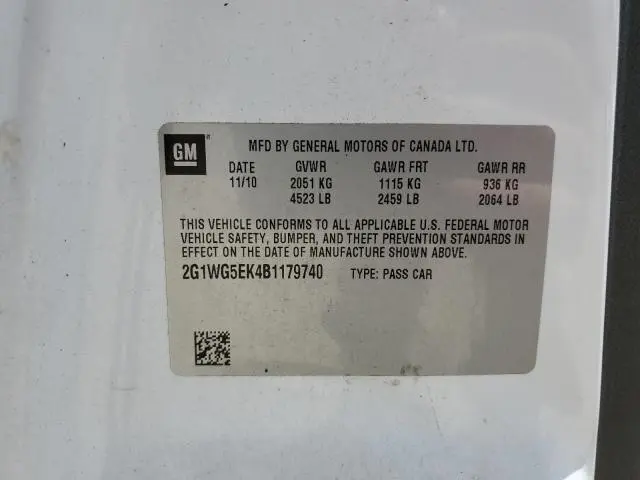 GM
MFD BY GENERAL MOTORS OF CANADA LTD.
DATE GVWR GAWR FRT GAWR RR
11/10 2051 KG 1115 KG 936 KG
4523 LB 2459 LB 2064 LB
THIS VEHICLE CONFORMS TO ALL APPLICABLE U.S. FEDERAL MOTOR
VEHICLE SAFETY, BUMPER, AND THEFT PREVENTION STANDARDS IN
EFFECT ON THE DATE OF MANUFACTURE SHOWN ABOVE.
2G1WG5EK4B1179740 TYPE: PASS CAR